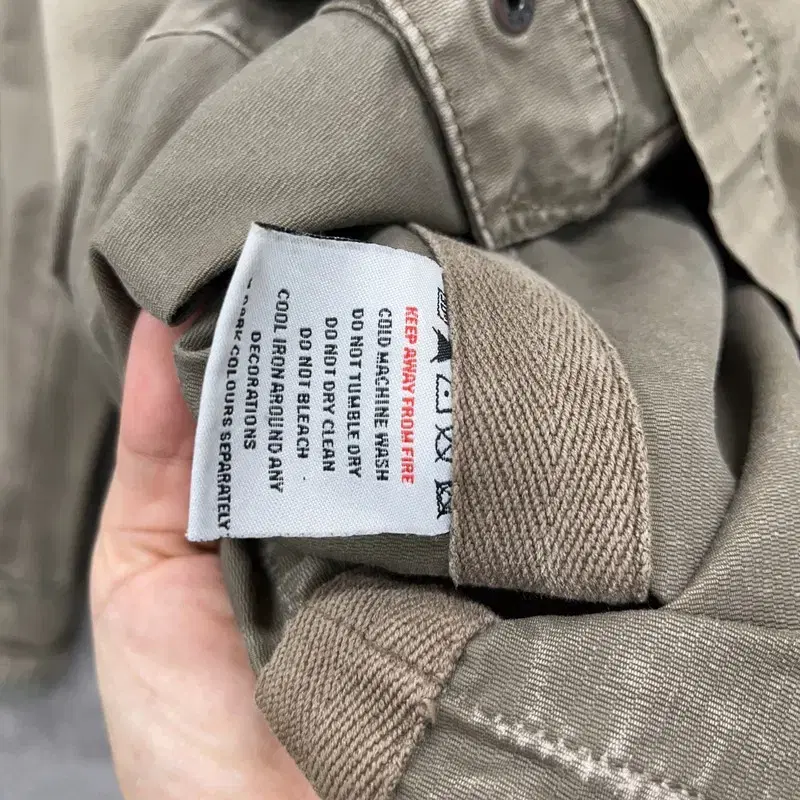 KEEP AWAY FROM FIRE
COLD MACHINE WASH
DO NOT TUMBLE DRY
DO NOT DRY CLEAN
DO NOT BLEACH
COOL IRON AROUND ANY
DECORATIONS
DARK COLOURS SEPARATELY